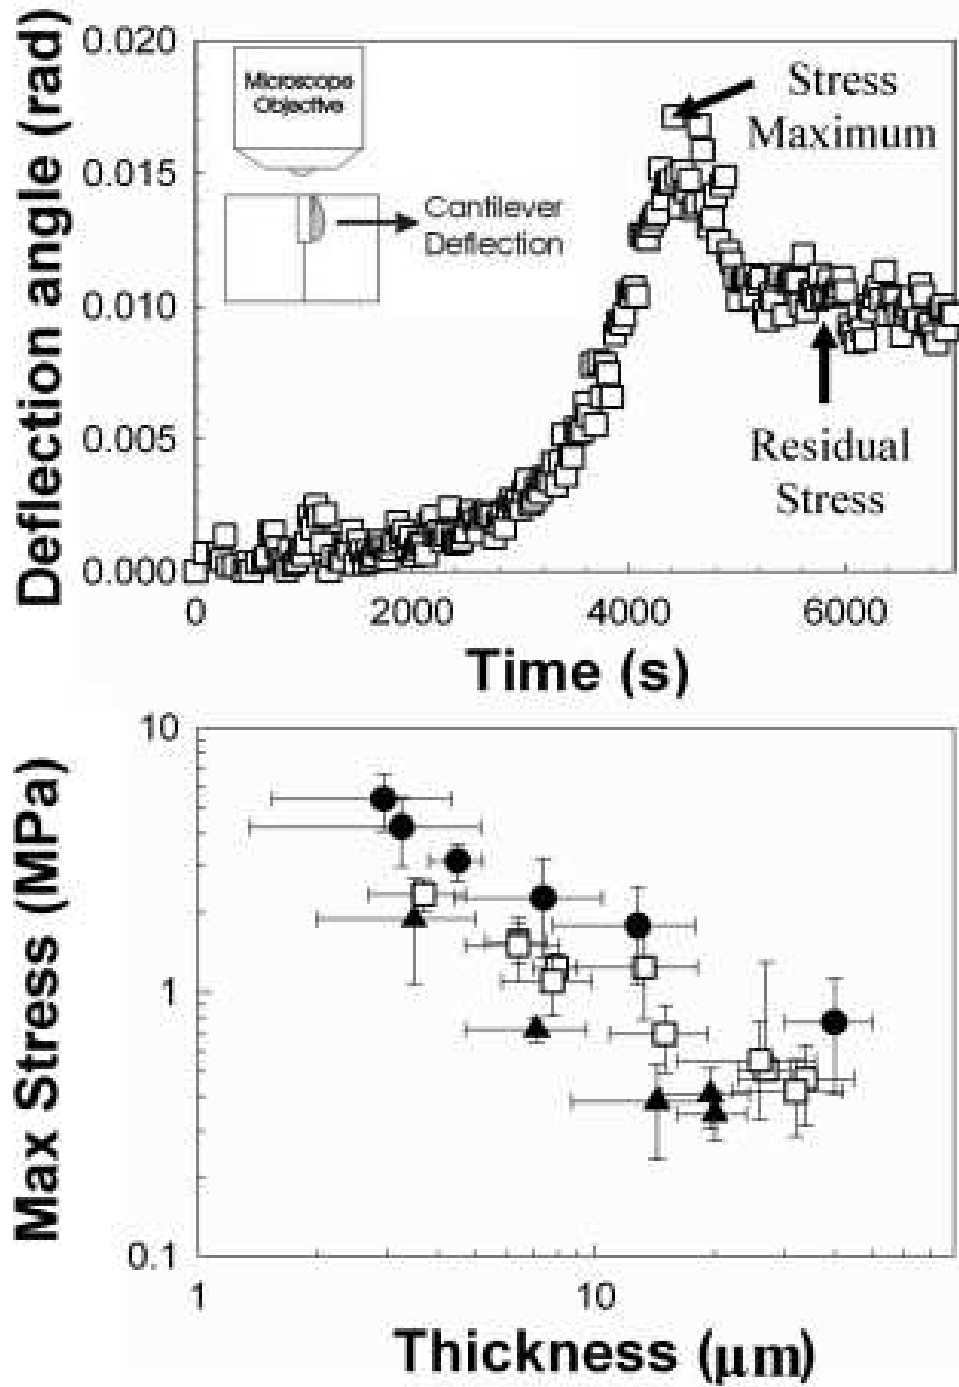 Deflection angle (rad)
0.020
0.015
0.010
0.005
0.000
Microscope
Objective
Cantilever
Deflection
Stress
Maximum
Residual
Stress
0 2000 4000 6000
Time (s)
Max Stress (MPa)
10
1
0.1
1 10
Thickness (μm)